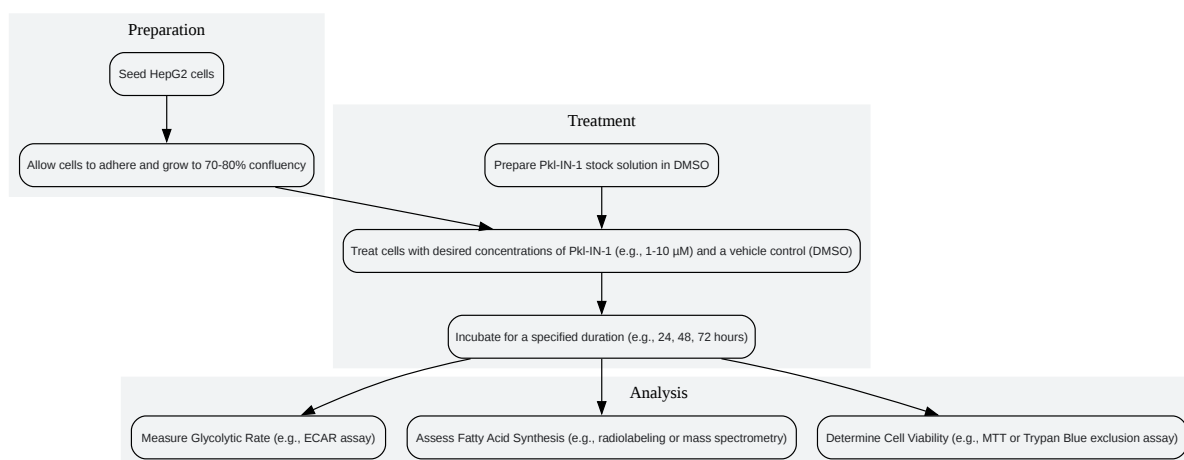 Preparation
Seed HepG2 cells
Allow cells to adhere and grow to 70-80% confluency
Treatment
Prepare Pkl-IN-1 stock solution in DMSO
Treat cells with desired concentrations of Pkl-IN-1 (e.g., 1-10 µM) and a vehicle control (DMSO)
Incubate for a specified duration (e.g., 24, 48, 72 hours)
Analysis
Measure Glycolytic Rate (e.g., ECAR assay)
Assess Fatty Acid Synthesis (e.g., radiolabeling or mass spectrometry)
Determine Cell Viability (e.g., MTT or Trypan Blue exclusion assay)